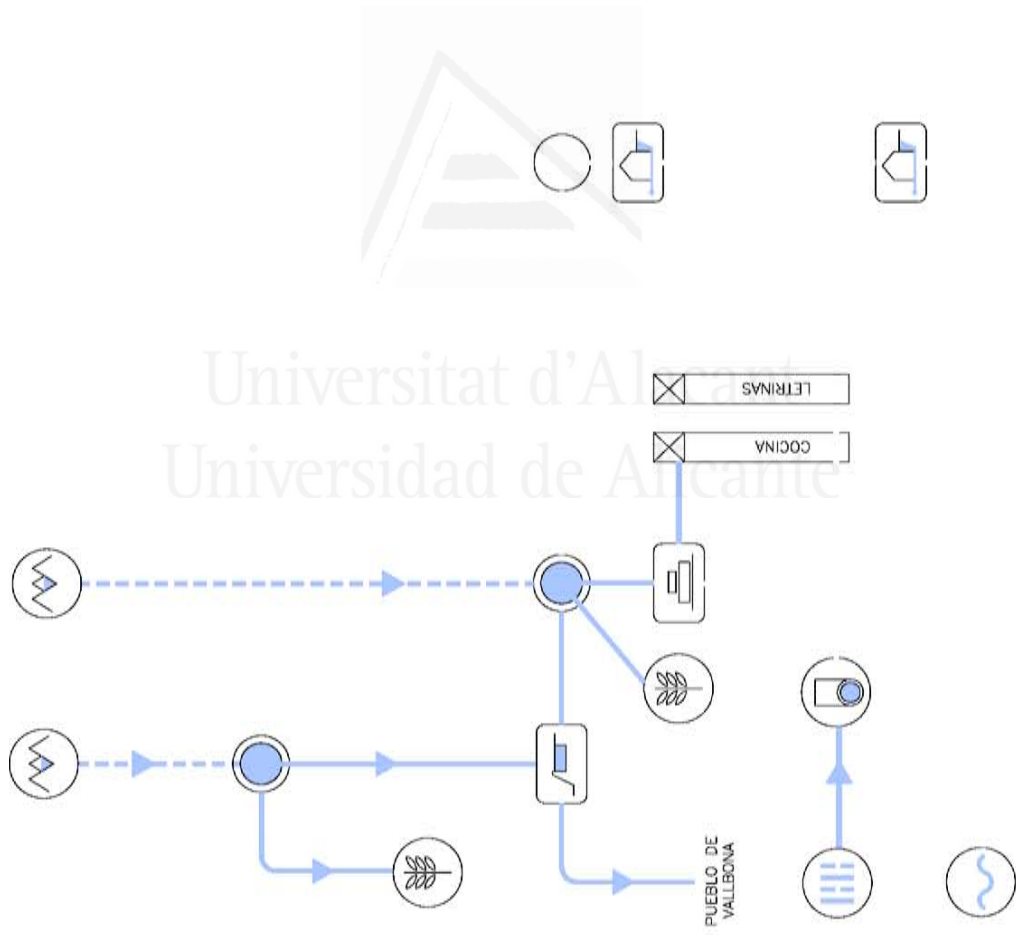 Universitat d'Alacant
Universidad de Alicante
LETRINAS
COCINA
PUEBLO DE
VALLBONA